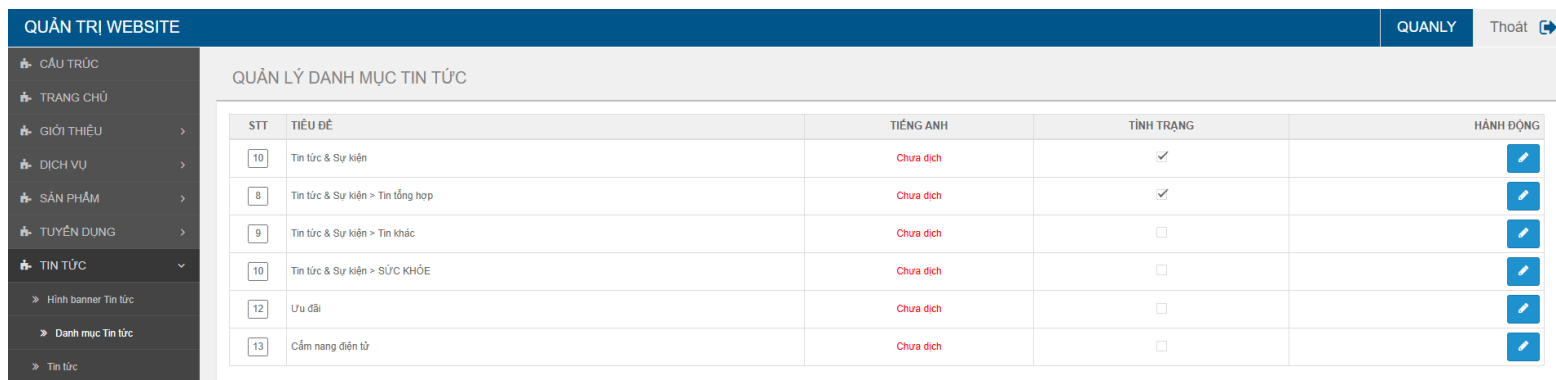 QUẢN TRỊ WEBSITE
QUANLY
Thoát
CẤU TRÚC
TRANG CHỦ
GIỚI THIỆU
DỊCH VỤ
SẢN PHẨM
TUYỂN DỤNG
TIN TỨC
Hình banner Tin tức
Danh mục Tin tức
Tin tức
QUẢN LÝ DANH MỤC TIN TỨC
STT TIÊU ĐỀ TIẾNG ANH TÌNH TRẠNG HÀNH ĐỘNG
10 Tin tức & Sự kiện Chưa dịch
8 Tin tức & Sự kiện > Tin tổng hợp Chưa dịch
9 Tin tức & Sự kiện > Tin khác Chưa dịch
10 Tin tức & Sự kiện > SỨC KHỎE Chưa dịch
12 Ưu đãi Chưa dịch
13 Cẩm nang điện tử Chưa dịch